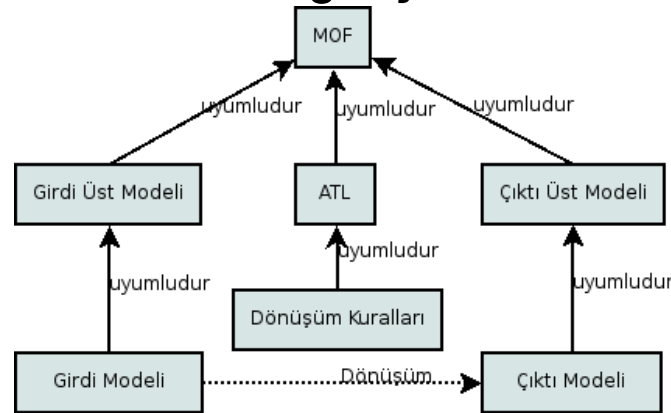 MOF
uyumludur
uyumludur
uyumludur
Girdi Üst Modeli
ATL
Çıktı Üst Modeli
uyumludur
uyumludur
uyumludur
Dönüşüm Kuralları
Girdi Modeli
Dönüşüm
Çıktı Modeli